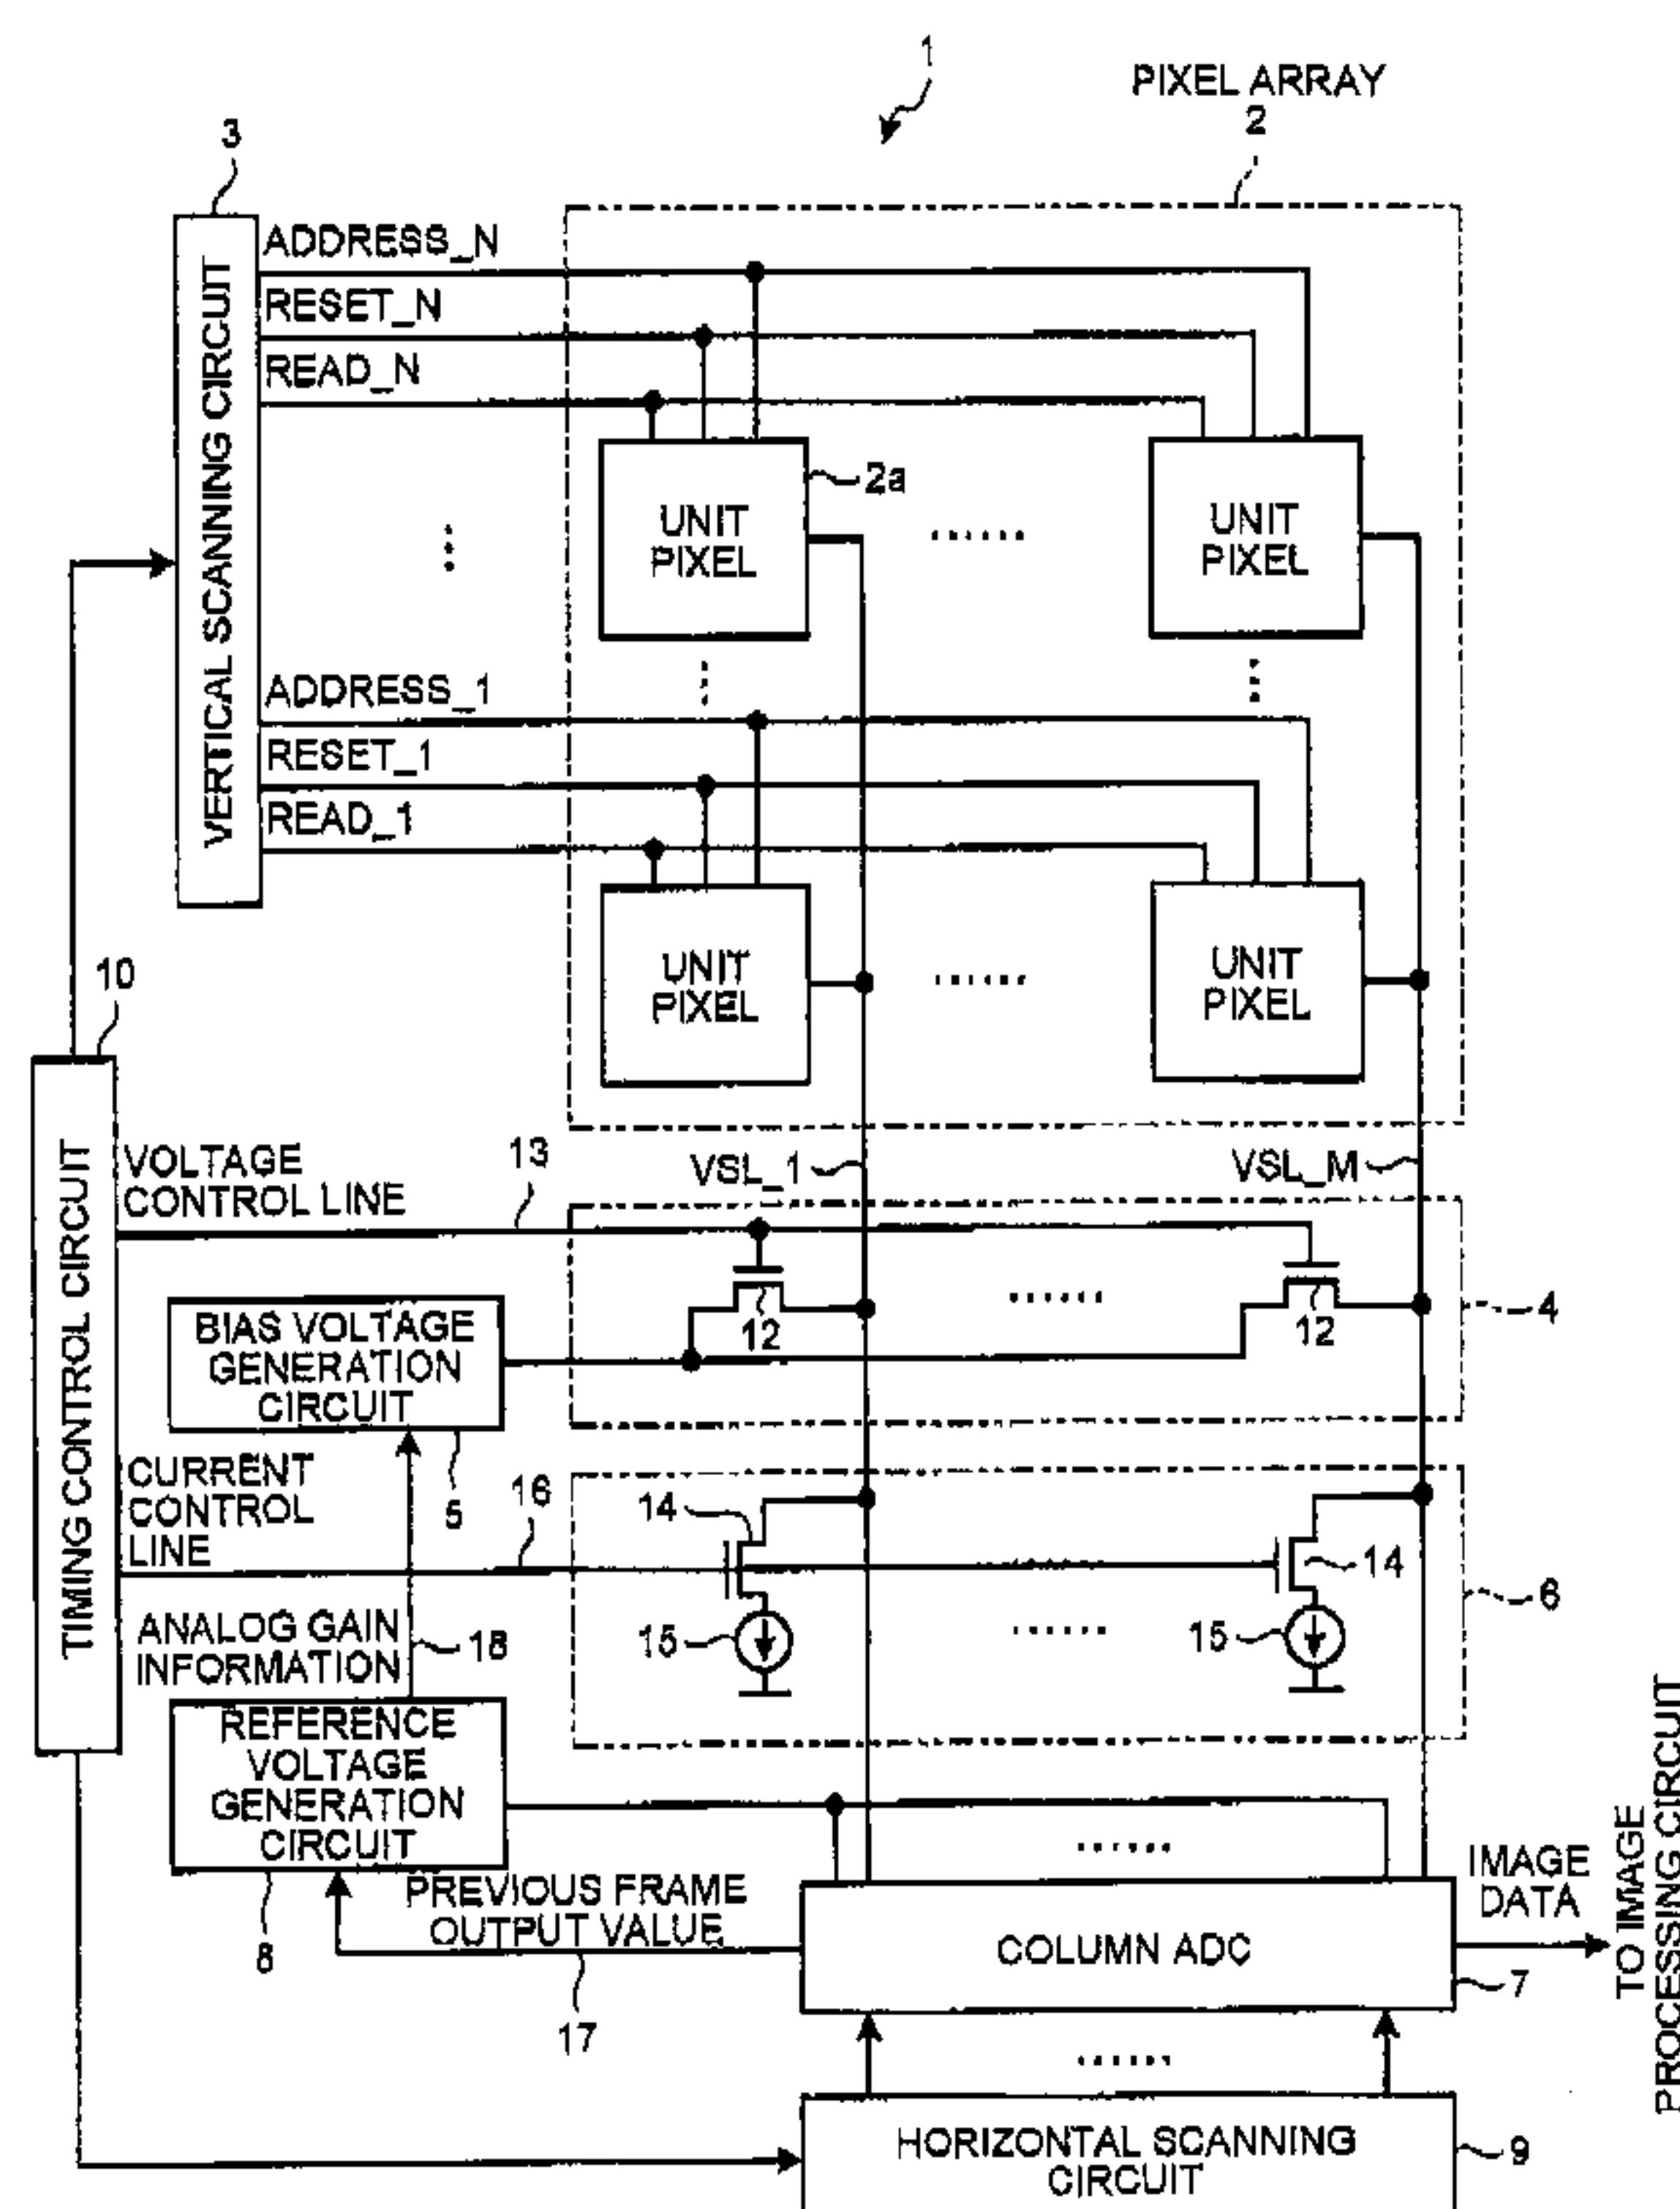 1
PIXEL ARRAY
2
3
VERTICAL SCANNING CIRCUIT
ADDRESS_N
RESET_N
READ_N
2a
UNIT
PIXEL
......
UNIT
PIXEL
ADDRESS_1
RESET_1
READ_1
UNIT
PIXEL
......
UNIT
PIXEL
10
TIMING CONTROL CIRCUIT
VOLTAGE
CONTROL LINE
13
VSL_1
VSL_M
12
......
12
4
BIAS VOLTAGE
GENERATION
CIRCUIT
5
CURRENT
CONTROL
LINE
16
14
14
15
......
15
6
ANALOG GAIN
INFORMATION
18
REFERENCE
VOLTAGE
GENERATION
CIRCUIT
8
......
PREVIOUS FRAME
OUTPUT VALUE
17
COLUMN ADC
7
IMAGE
DATA
TO IMAGE
PROCESSING CIRCUIT
......
HORIZONTAL SCANNING
CIRCUIT
9